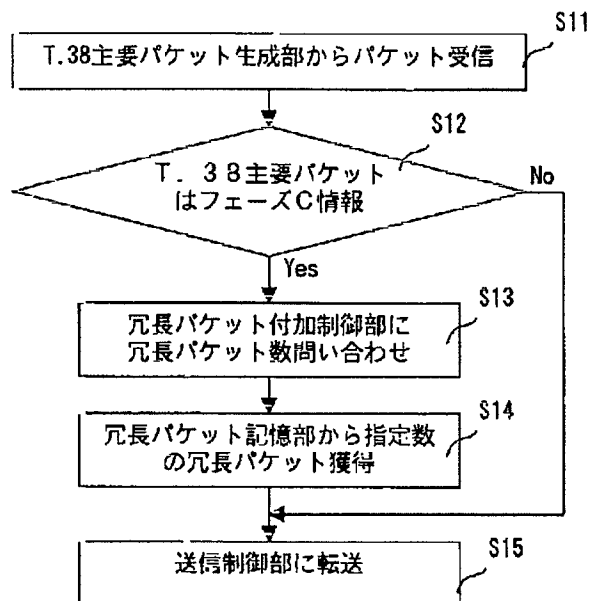 S11
T.38主要パケット生成部からパケット受信
S12
T.38主要パケット
はフェーズC情報
No
Yes
S13
冗長パケット付加制御部に
冗長パケット数問い合わせ
S14
冗長パケット記憶部から指定数
の冗長パケット獲得
S15
送信制御部に転送